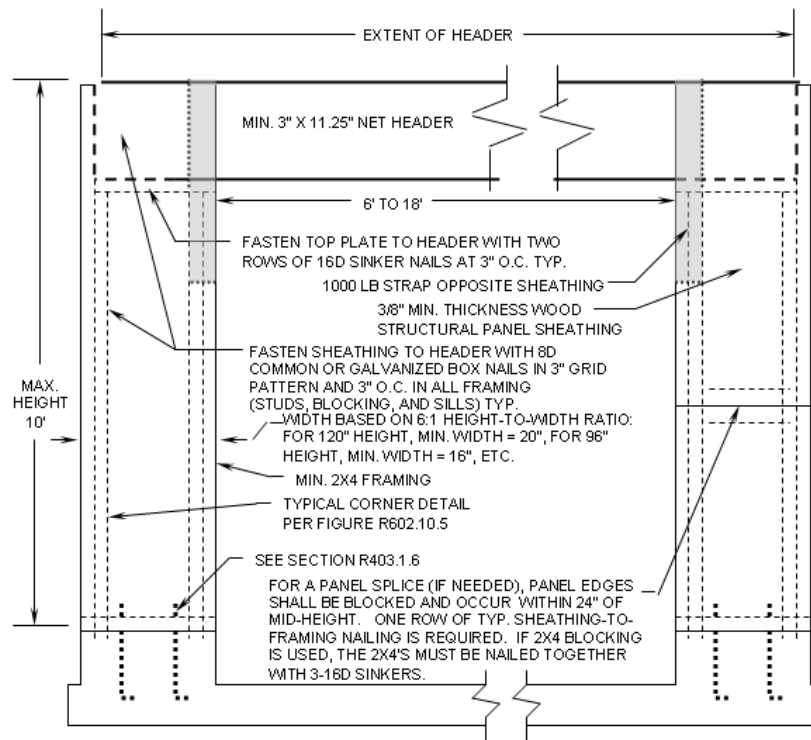 EXTENT OF HEADER
MIN. 3" X 11.25" NET HEADER
6' TO 18'
FASTEN TOP PLATE TO HEADER WITH TWO
ROWS OF 16D SINKER NAILS AT 3" O.C. TYP.
1000 LB STRAP OPPOSITE SHEATHING
3/8" MIN. THICKNESS WOOD
STRUCTURAL PANEL SHEATHING
FASTEN SHEATHING TO HEADER WITH 8D
COMMON OR GALVANIZED BOX NAILS IN 3" GRID
PATTERN AND 3" O.C. IN ALL FRAMING
(STUDS, BLOCKING, AND SILLS) TYP.
MAX.
HEIGHT
10'
WIDTH BASED ON 6:1 HEIGHT-TO-WIDTH RATIO:
FOR 120" HEIGHT, MIN. WIDTH = 20", FOR 96"
HEIGHT, MIN. WIDTH = 16", ETC.
MIN. 2X4 FRAMING
TYPICAL CORNER DETAIL
PER FIGURE R602.10.5
SEE SECTION R403.1.6
FOR A PANEL SPLICE (IF NEEDED), PANEL EDGES
SHALL BE BLOCKED AND OCCUR WITHIN 24" OF
MID-HEIGHT. ONE ROW OF TYP. SHEATHING-TO-
FRAMING NAILING IS REQUIRED. IF 2X4 BLOCKING
IS USED, THE 2X4'S MUST BE NAILED TOGETHER
WITH 3-16D SINKERS.